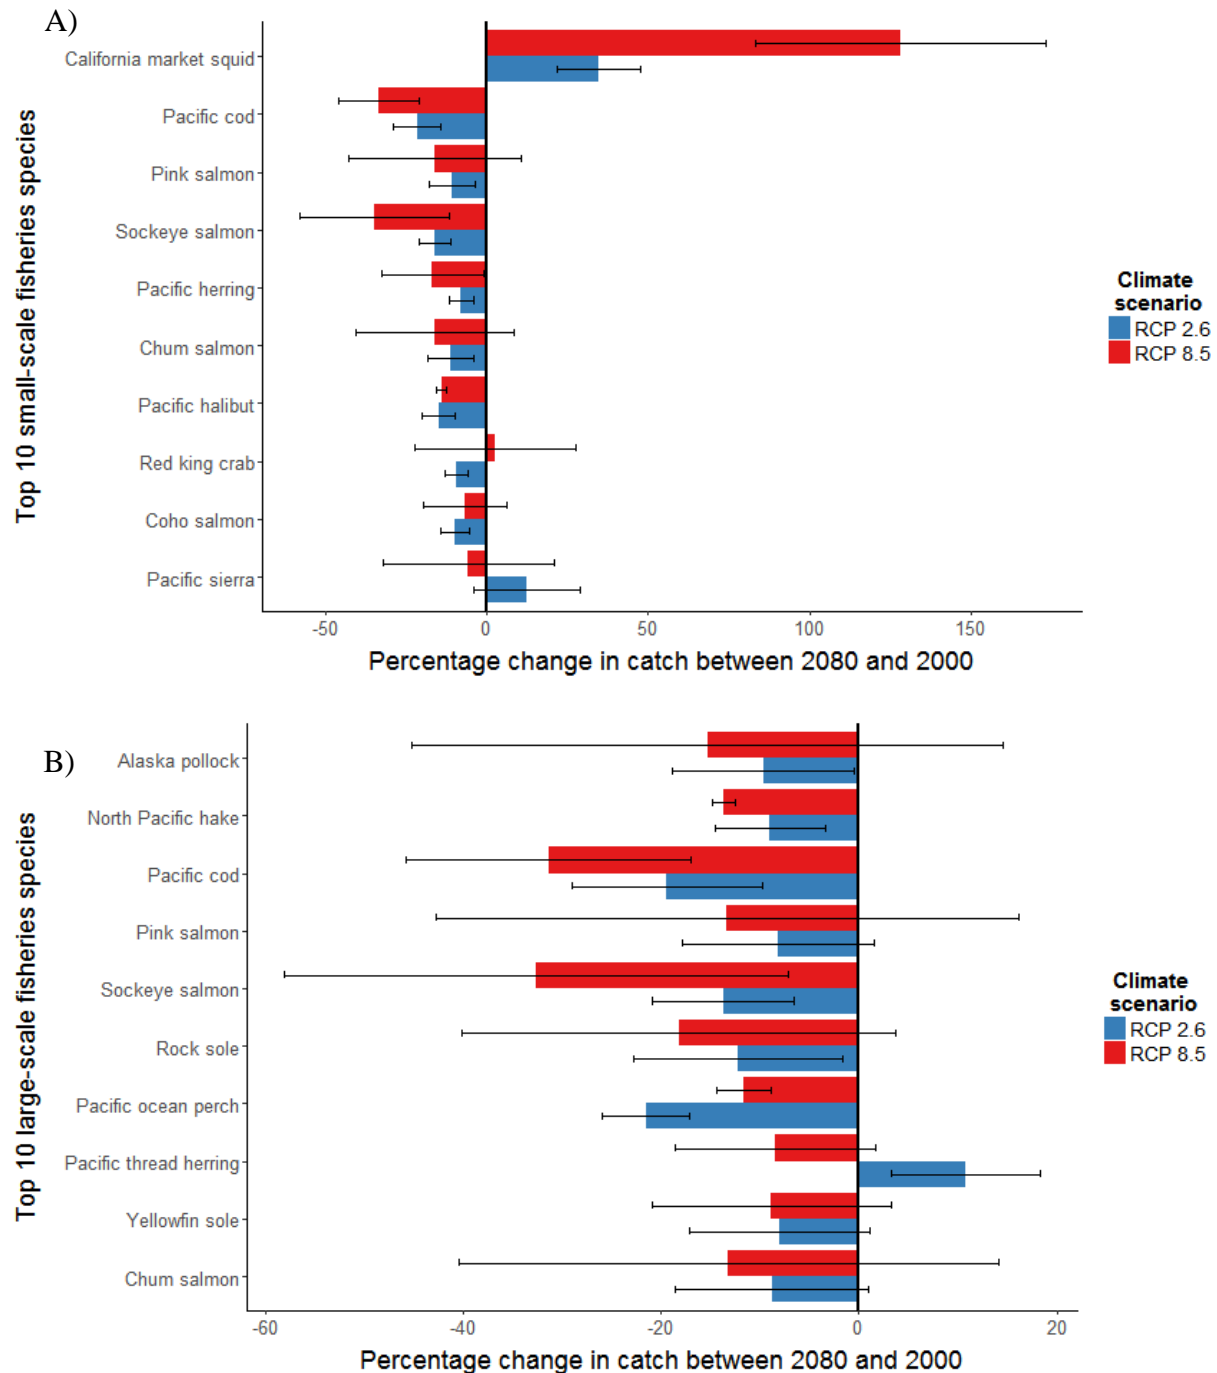 A)
Top 10 small-scale fisheries species
California market squid
Pacific cod
Pink salmon
Sockeye salmon
Pacific herring
Chum salmon
Pacific halibut
Red king crab
Coho salmon
Pacific sierra
-50
0
50
100
150
Percentage change in catch between 2080 and 2000
Climate
scenario
RCP 2.6
RCP 8.5
B)
Top 10 large-scale fisheries species
Alaska pollock
North Pacific hake
Pacific cod
Pink salmon
Sockeye salmon
Rock sole
Pacific ocean perch
Pacific thread herring
Yellowfin sole
Chum salmon
-60
-40
-20
0
20
Percentage change in catch between 2080 and 2000
Climate
scenario
RCP 2.6
RCP 8.5